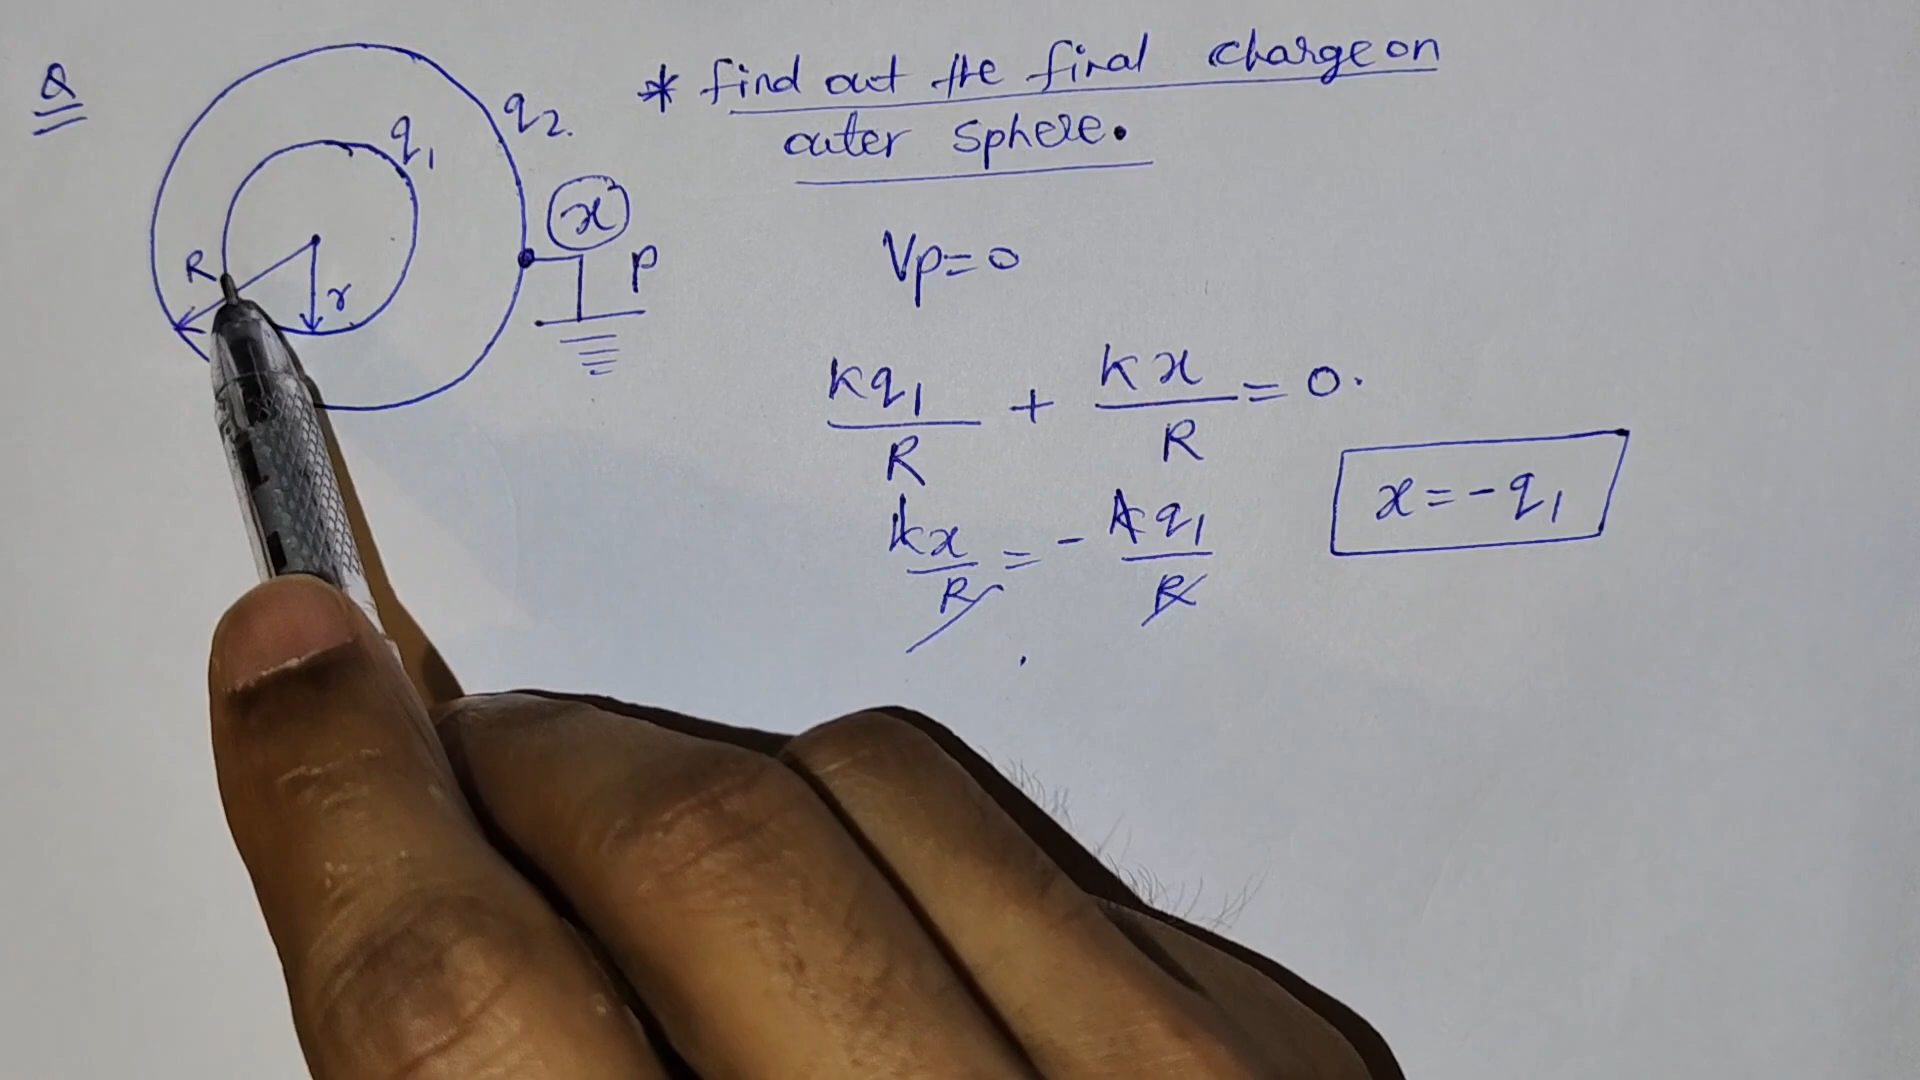 Q
q1
q2.
R
r
x
P
* find out the final charge on
outer sphere.
Vp=0
Kq1/R + Kx/R = 0.
kx/R = - kq1/R
x = - q1